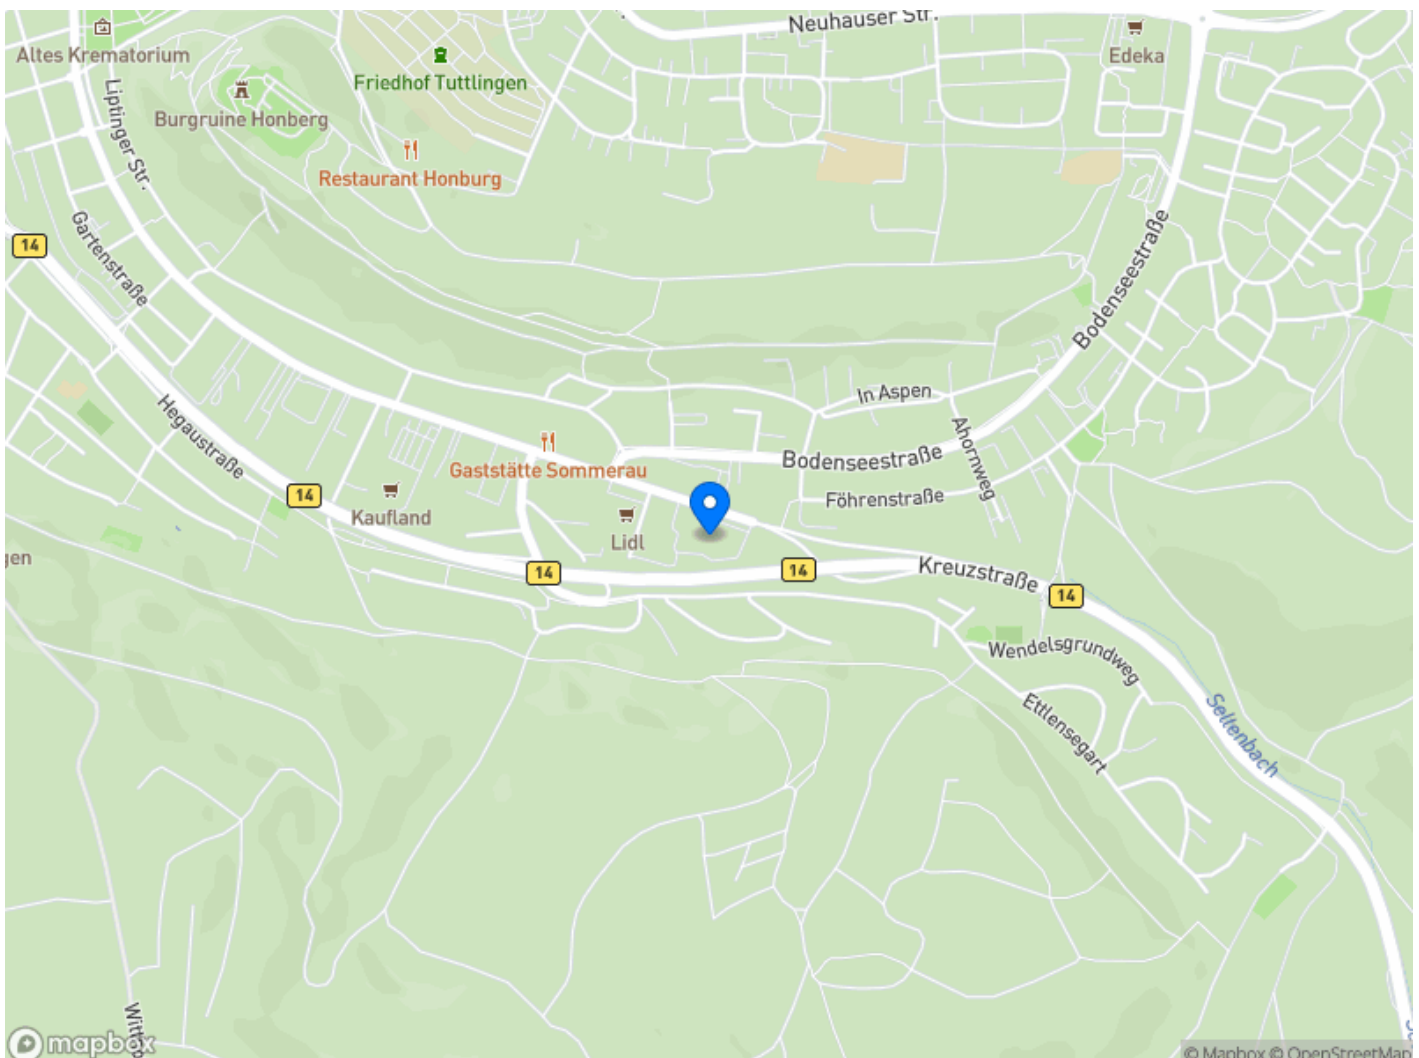 Neuhauser Str.
Edeka
Altes Krematorium
Friedhof Tuttlingen
Liptinger Str.
Burgruine Honberg
Restaurant Honburg
Gartenstraße
14
Bodenseestraße
In Aspen
Hegaustraße
Ahornweg
Gaststätte Sommerau
Bodenseestraße
14
Föhrenstraße
Kaufland
Lidl
gen
14
14
Kreuzstraße
14
Wendelsgrundweg
Ettlensegart
Seltenbach
mapbox
© Mapbox © OpenStreetMap